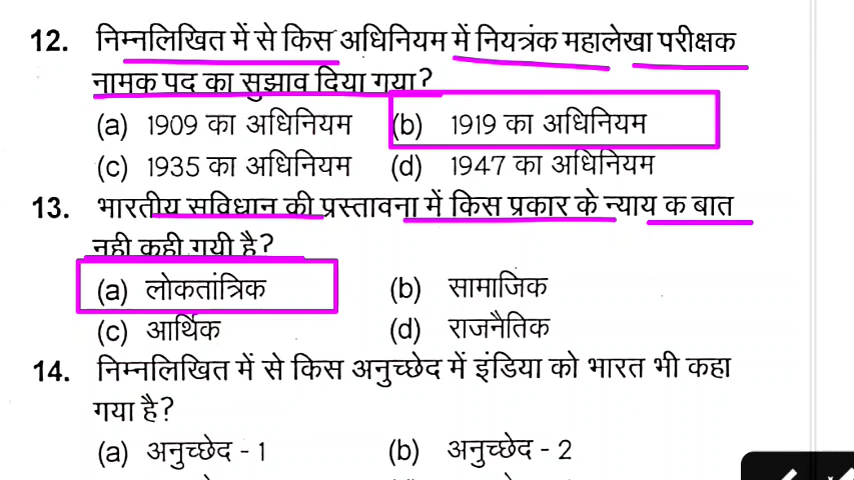 12. निम्नलिखित में से किस अधिनियम में नियत्रंक महालेखा परीक्षक
नामक पद का सुझाव दिया गया?
(a) 1909 का अधिनियम (b) 1919 का अधिनियम
(c) 1935 का अधिनियम (d) 1947 का अधिनियम
13. भारतीय सविधान की प्रस्तावना में किस प्रकार के न्याय क बात
नही कही गयी है?
(a) लोकतांत्रिक (b) सामाजिक
(c) आर्थिक (d) राजनैतिक
14. निम्नलिखित में से किस अनुच्छेद में इंडिया को भारत भी कहा
गया है?
(a) अनुच्छेद - 1 (b) अनुच्छेद - 2